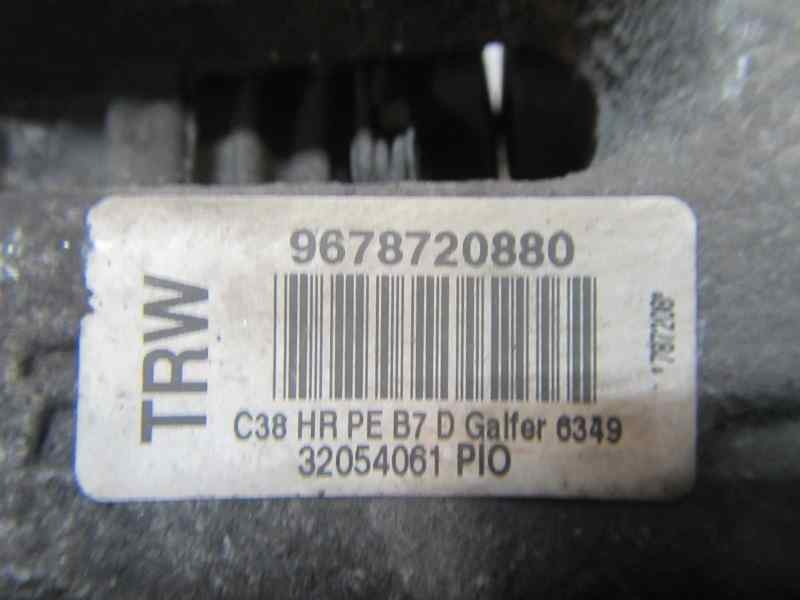 TRW
9678720880
C38 HR PE B7 D Galfer 6349
32054061 PIO